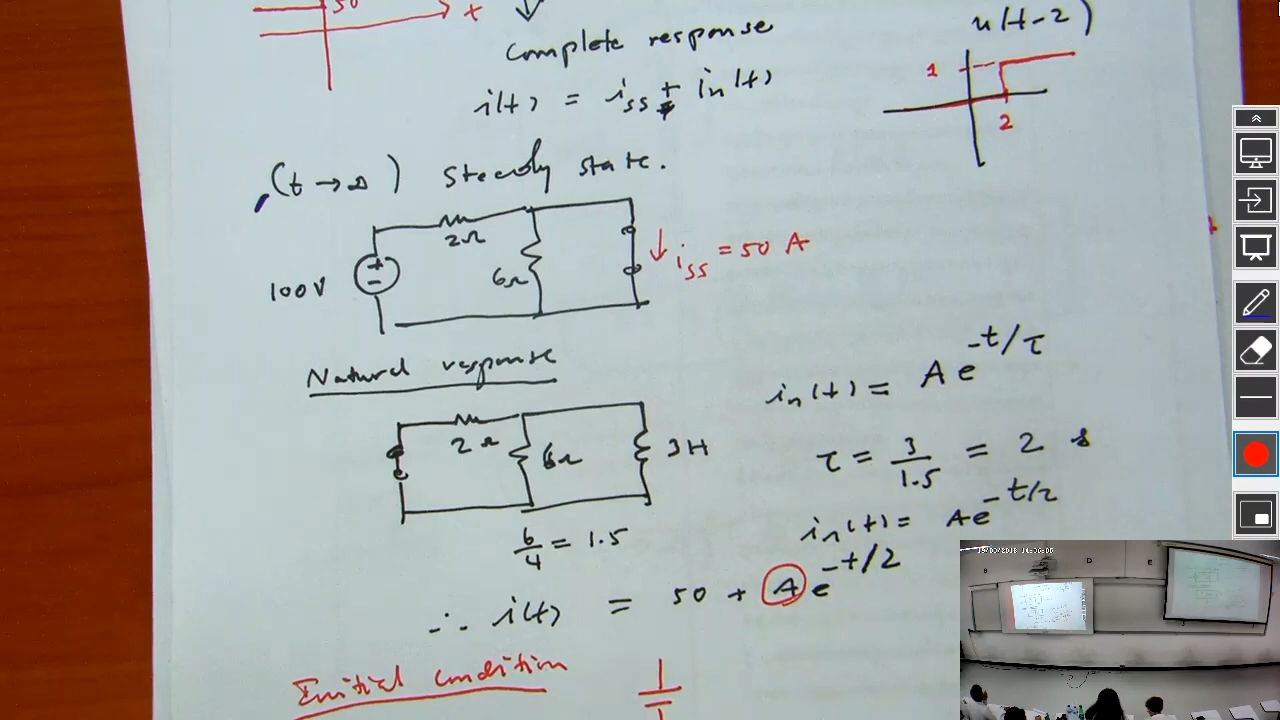 50
t
Complete response
u(t-2)
i(t) = iss + in(t)
1
2
(t → ∞) steady state.
2Ω
100V
6Ω
iss = 50 A
Natural response
in(t) = A e^-t/τ
2Ω
6Ω
3H
τ = 3/1.5 = 2 s
in(t) = Ae^-t/2
6/4 = 1.5
∴ i(t) = 50 + A e^-t/2
Initial condition